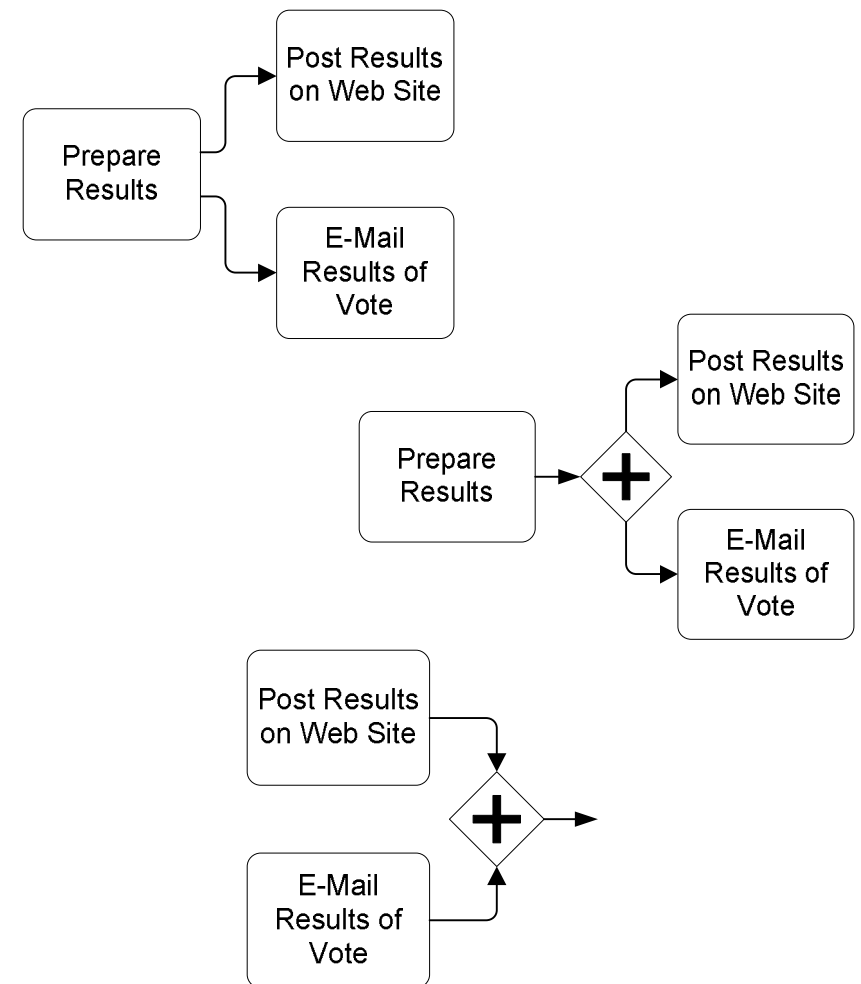 Post Results
on Web Site
Prepare
Results
E-Mail
Results of
Vote
Post Results
on Web Site
Prepare
Results
E-Mail
Results of
Vote
Post Results
on Web Site
E-Mail
Results of
Vote